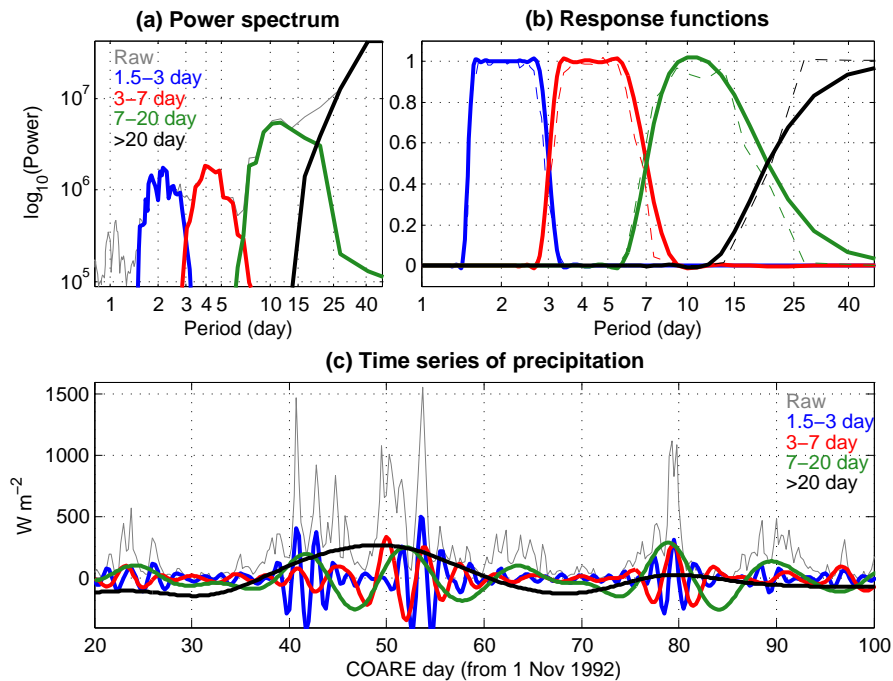 (a) Power spectrum
Raw
1.5−3 day
3−7 day
7−20 day
>20 day
log10(Power)
10^7
10^6
10^5
1 2 3 4 5 10 15 25 40
Period (day)
(b) Response functions
1
0.8
0.6
0.4
0.2
0
1 2 3 4 5 7 10 15 25 40
Period (day)
(c) Time series of precipitation
Raw
1.5−3 day
3−7 day
7−20 day
>20 day
W m−2
1500
1000
500
0
20 30 40 50 60 70 80 90 100
COARE day (from 1 Nov 1992)